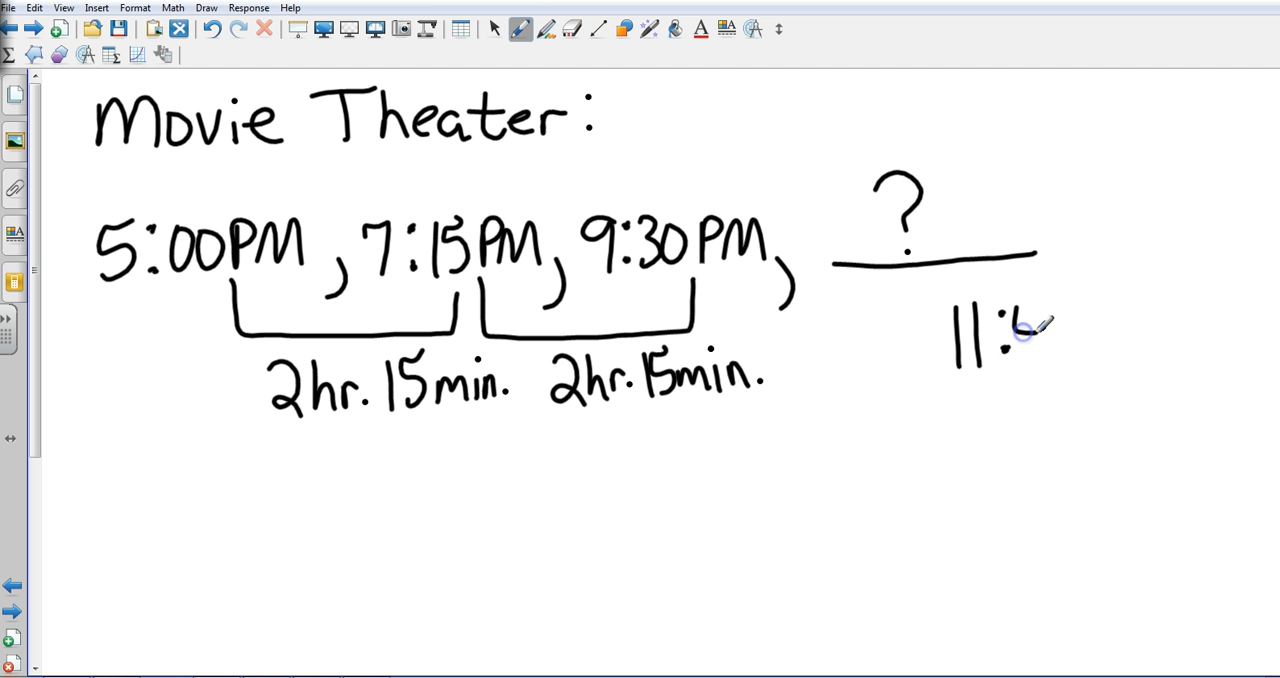 File Edit View Insert Format Math Draw Response Help
Movie Theater:
?
5:00PM, 7:15PM, 9:30PM,
11:
2hr. 15min. 2hr. 15min.